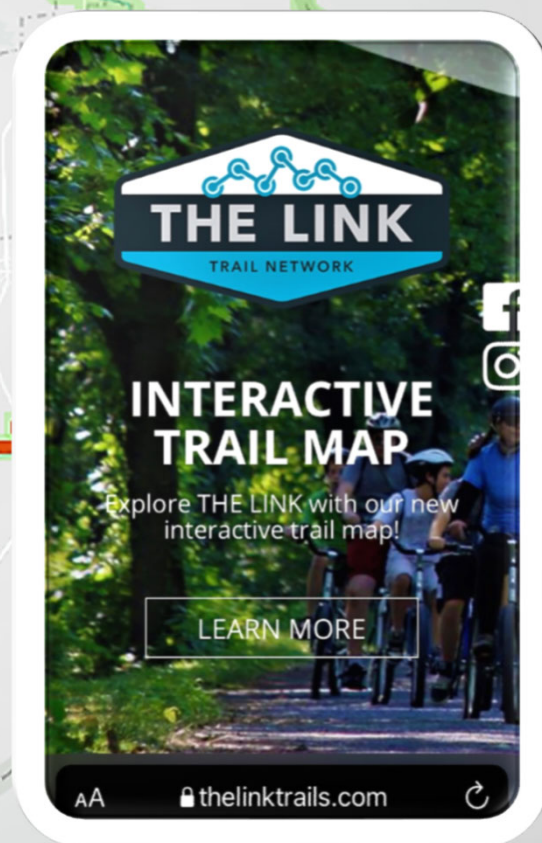 THE LINK
TRAIL NETWORK
INTERACTIVE
TRAIL MAP
Explore THE LINK with our new
interactive trail map!
LEARN MORE
AA
thelinktrails.com